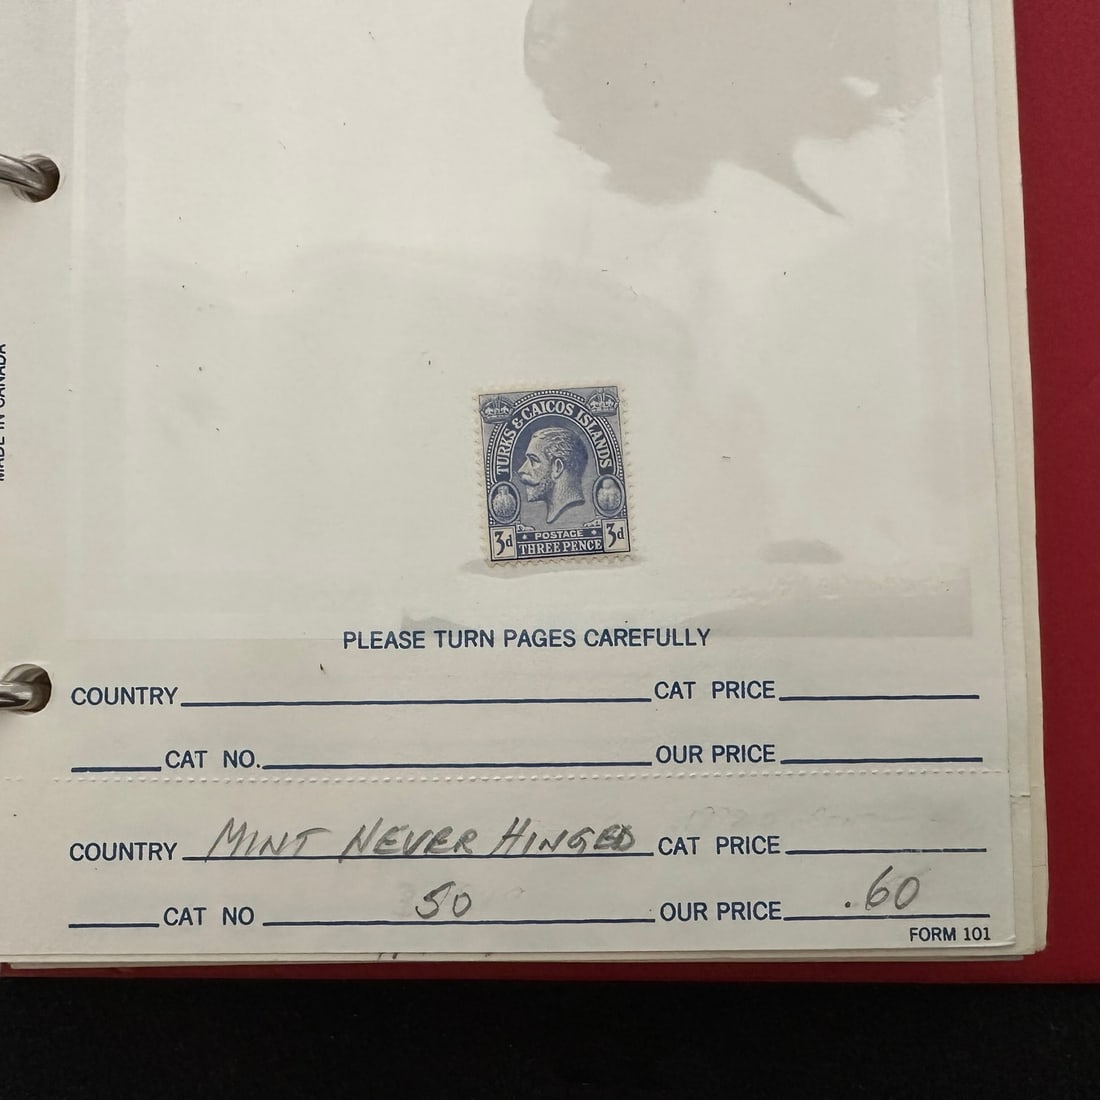 MADE IN CANADA
TURKS & CAICOS ISLANDS
POSTAGE
3d THREE PENCE 3d
PLEASE TURN PAGES CAREFULLY
COUNTRY CAT PRICE
CAT NO. OUR PRICE
COUNTRY MINT NEVER HINGED CAT PRICE
CAT NO 50 OUR PRICE .60
FORM 101